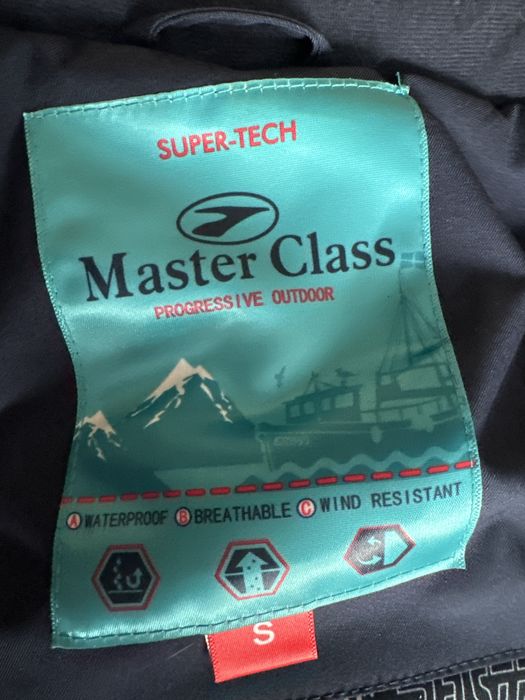 SUPER-TECH
Master Class
PROGRESSIVE OUTDOOR
A WATERPROOF B BREATHABLE C WIND RESISTANT
S